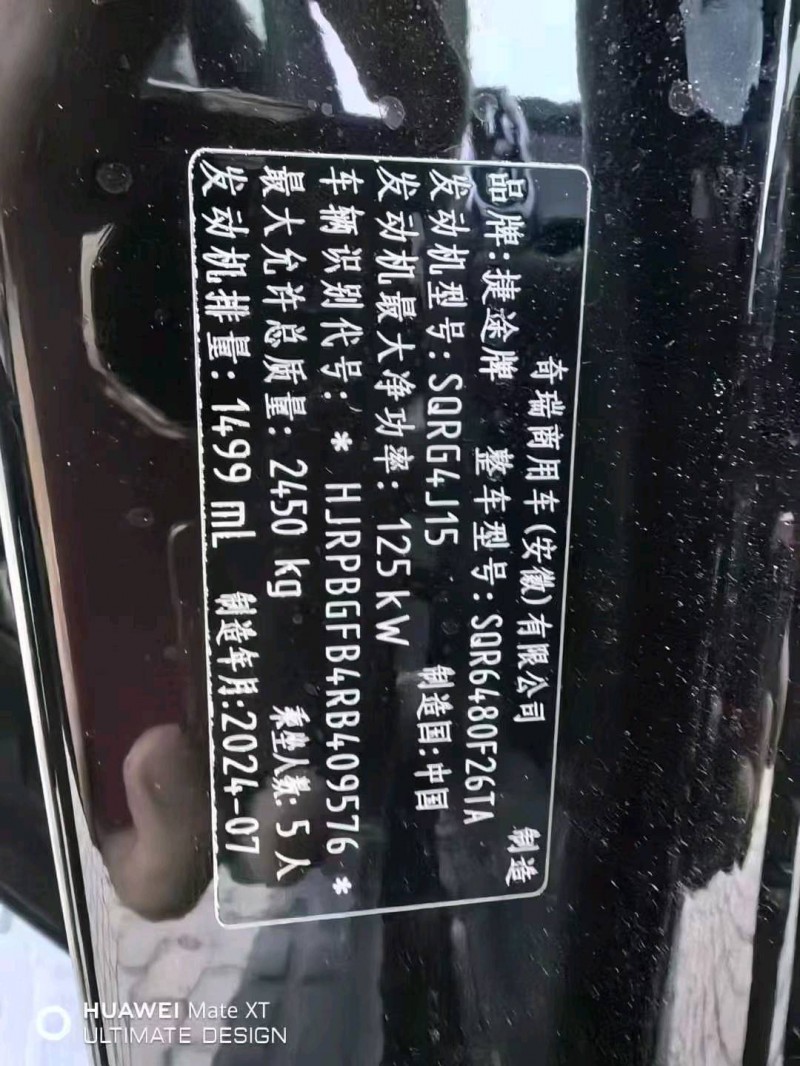 奇瑞商用车(安徽)有限公司 制造
品牌:捷途牌 整车型号:SQR6480F26TA
发动机型号:SQRG4J15 制造国:中国
发动机最大净功率:125kW
车辆识别代号:*HJRPBGFB4RB409576*
最大允许总质量:2450 kg 乘坐人数:5人
发动机排量:1499 mL 制造年月:2024-07
HUAWEI Mate XT
ULTIMATE DESIGN